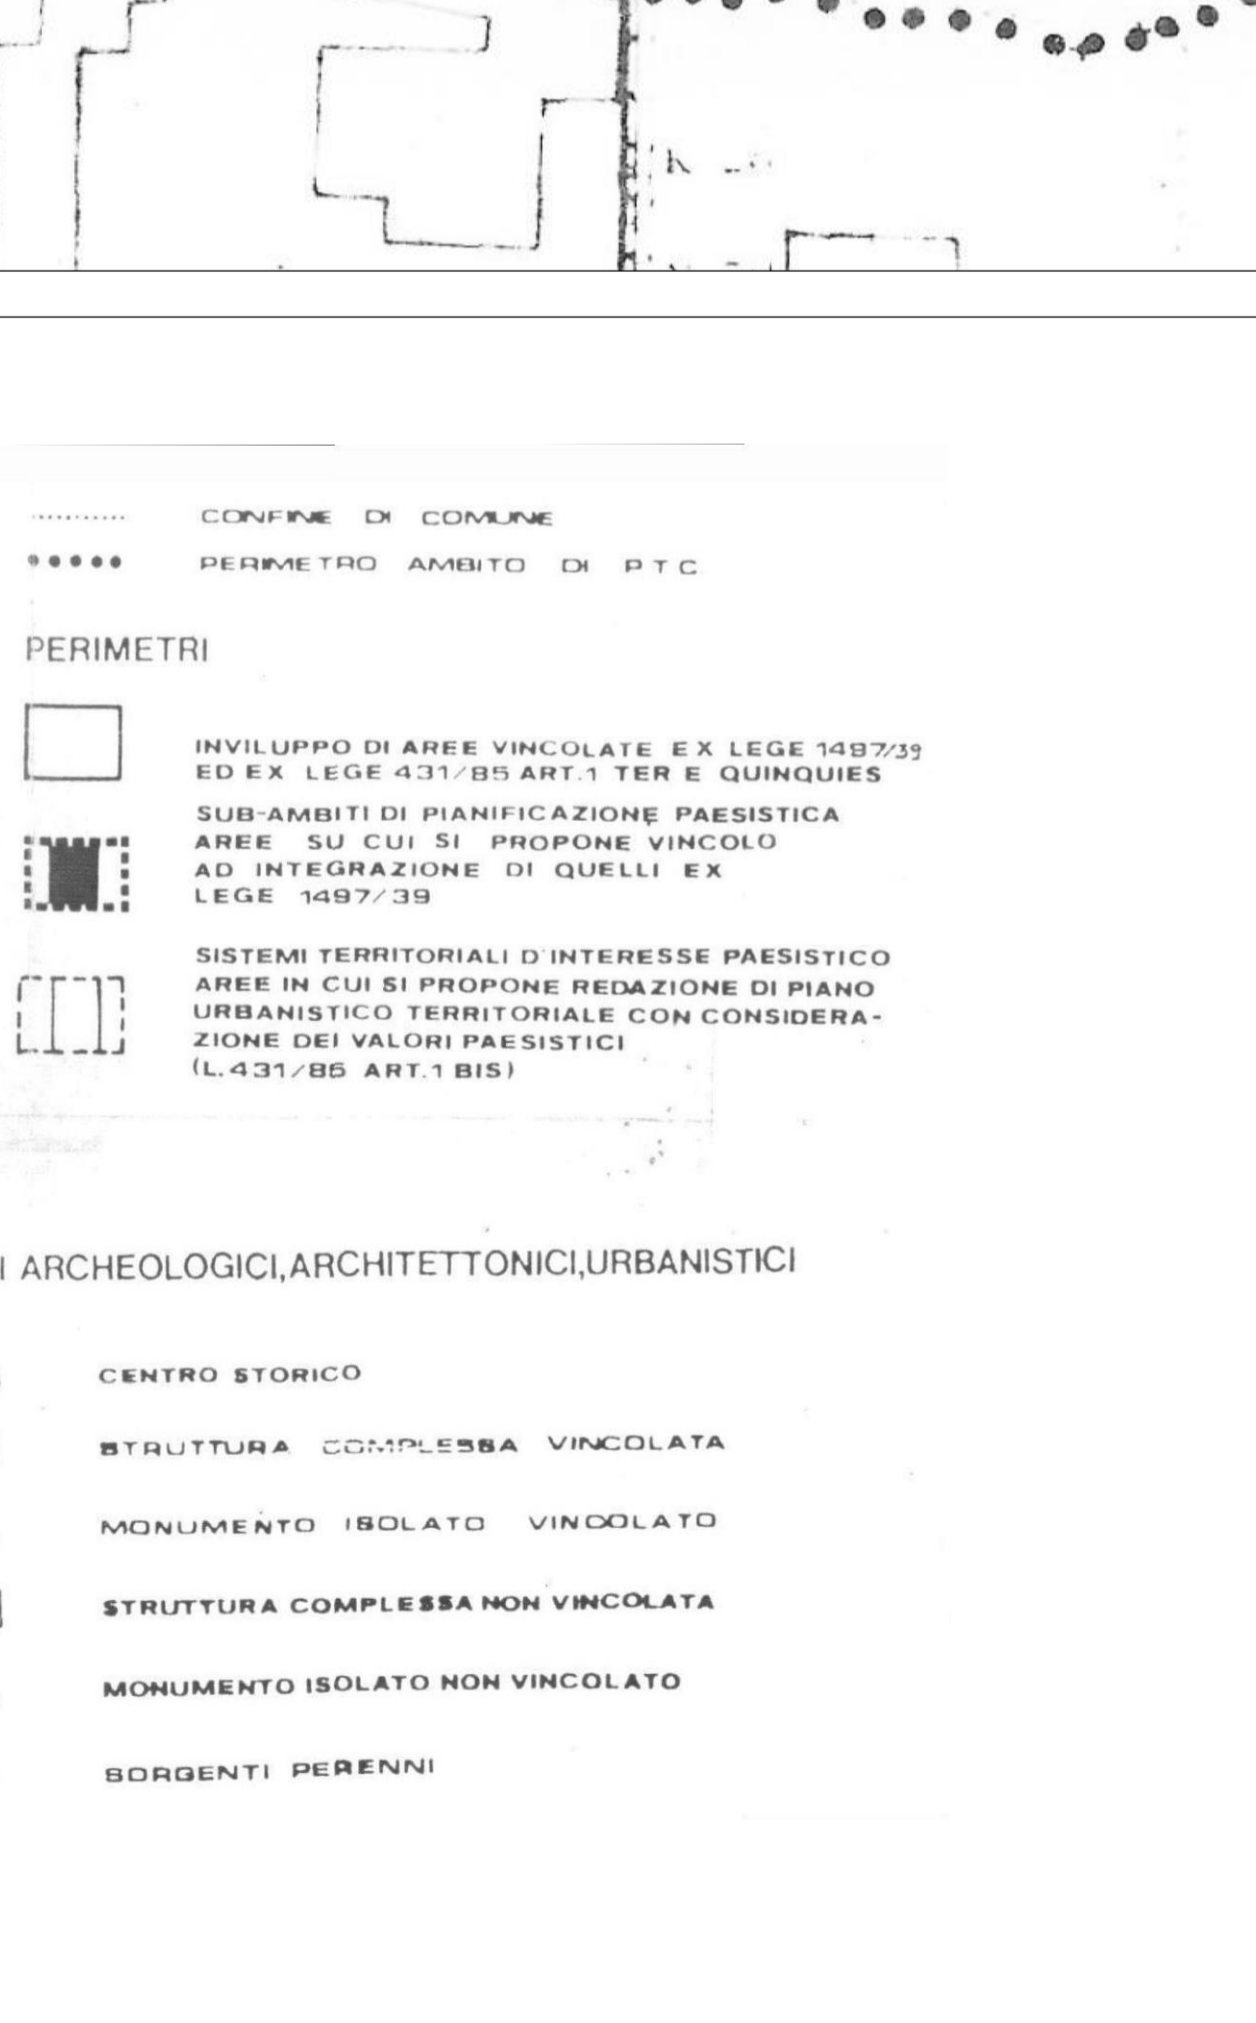 CONFINE DI COMUNE
PERIMETRO AMBITO DI PTC
PERIMETRI
INVILUPPO DI AREE VINCOLATE EX LEGE 1497/39
ED EX LEGE 431/85 ART.1 TER E QUINQUIES
SUB-AMBITI DI PIANIFICAZIONE PAESISTICA
AREE SU CUI SI PROPONE VINCOLO
AD INTEGRAZIONE DI QUELLI EX
LEGE 1497/39
SISTEMI TERRITORIALI D'INTERESSE PAESISTICO
AREE IN CUI SI PROPONE REDAZIONE DI PIANO
URBANISTICO TERRITORIALE CON CONSIDERA-
ZIONE DEI VALORI PAESISTICI
(L.431/85 ART.1 BIS)
I ARCHEOLOGICI,ARCHITETTONICI,URBANISTICI
CENTRO STORICO
STRUTTURA COMPLESSA VINCOLATA
MONUMENTO ISOLATO VINCOLATO
STRUTTURA COMPLESSA NON VINCOLATA
MONUMENTO ISOLATO NON VINCOLATO
SORGENTI PERENNI